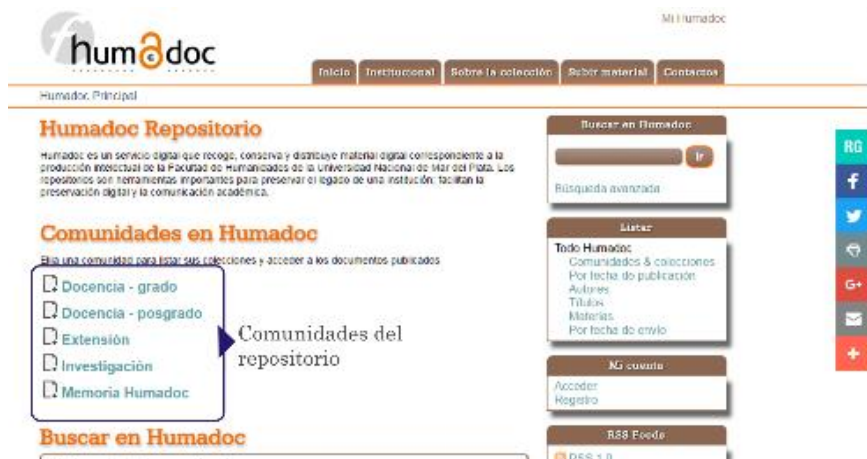 Mi Humadoc
humadoc
Inicio Institucional Sobre la colección Subir material Contactos
Humadoc Principal
Humadoc Repositorio
Humadoc es un servicio digital que recoge, conserva y distribuye material digital correspondiente a la
producción intelectual de la Facultad de Humanidades de la Universidad Nacional de Mar del Plata. Los
repositorios son herramientas importantes para preservar el legado de una institución; facilitan la
preservación digital y la comunicación académica.
Comunidades en Humadoc
Elija una comunidad para listar sus colecciones y acceder a los documentos publicados
Docencia - grado
Docencia - posgrado
Extensión
Investigación
Memoria Humadoc
Comunidades del
repositorio
Buscar en Humadoc
Buscar en Humadoc
Ir
Búsqueda avanzada
Listar
Todo Humadoc
Comunidades & colecciones
Por fecha de publicación
Autores
Títulos
Materias
Por fecha de envío
Mi cuenta
Acceder
Registro
RSS Feeds
RSS 1.0
RG
G+